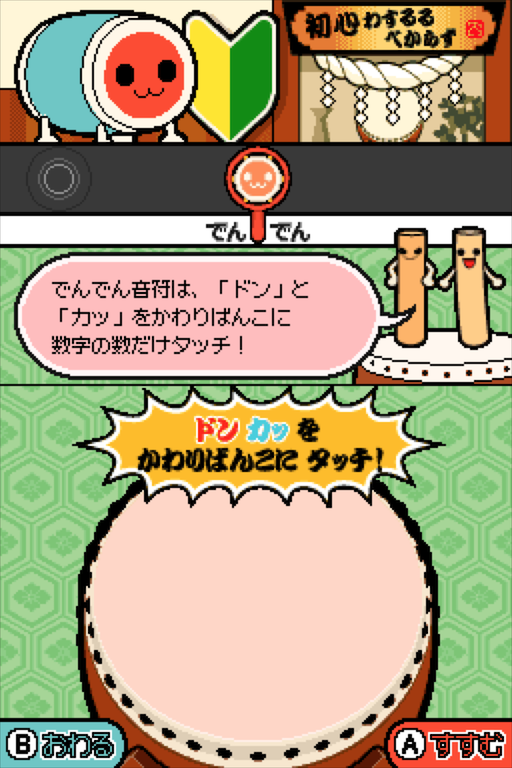 初心わするる
べからず
でんでん
でんでん音符は、「ドン」と
「カッ」をかわりばんこに
数字の数だけタッチ！
ドンカッを
かわりばんこにタッチ！
Bおわる
Aすすむ